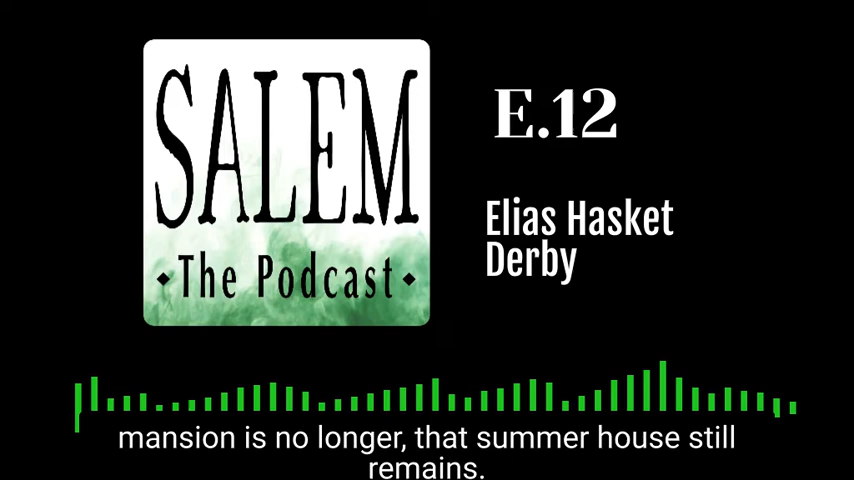 SALEM
The Podcast
E.12
Elias Hasket
Derby
mansion is no longer, that summer house still
remains.